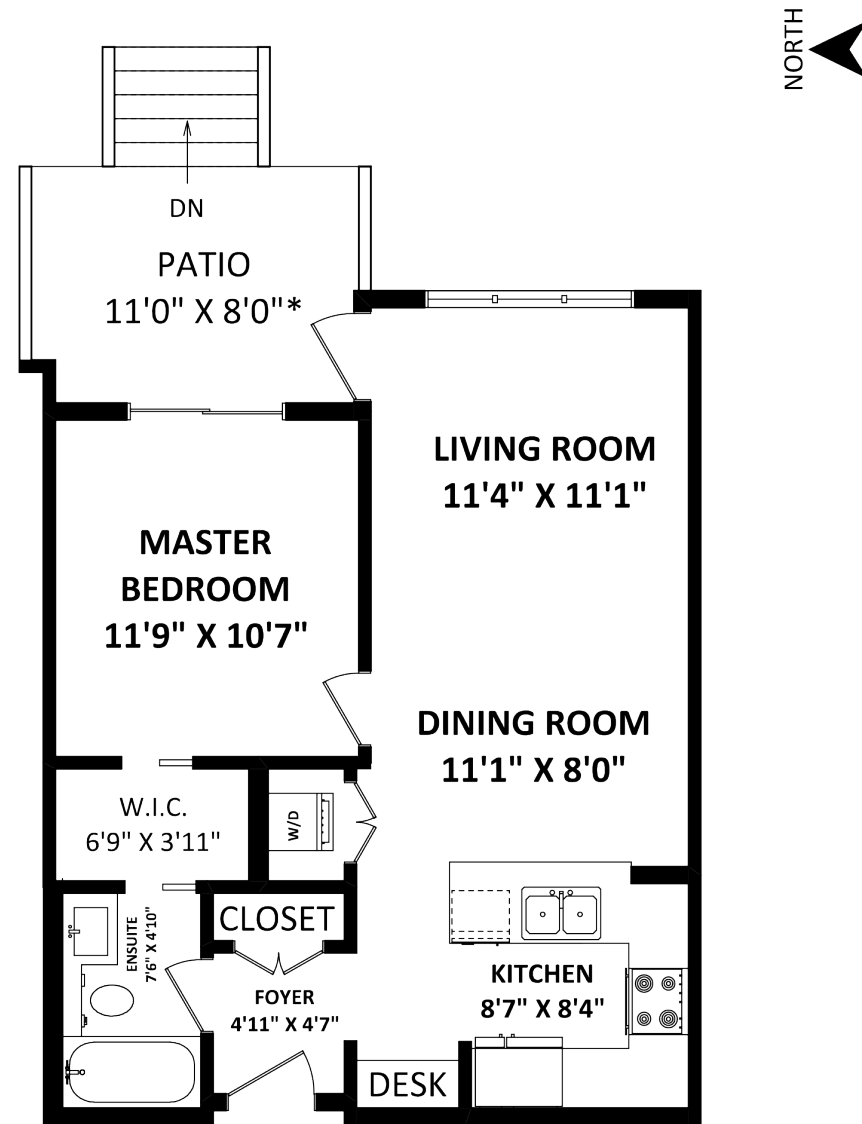 NORTH
DN
PATIO
11'0" X 8'0"*
LIVING ROOM
11'4" X 11'1"
MASTER
BEDROOM
11'9" X 10'7"
DINING ROOM
11'1" X 8'0"
W.I.C.
6'9" X 3'11"
W/D
ENSUITE
7'6" X 4'10"
CLOSET
FOYER
4'11" X 4'7"
KITCHEN
8'7" X 8'4"
DESK